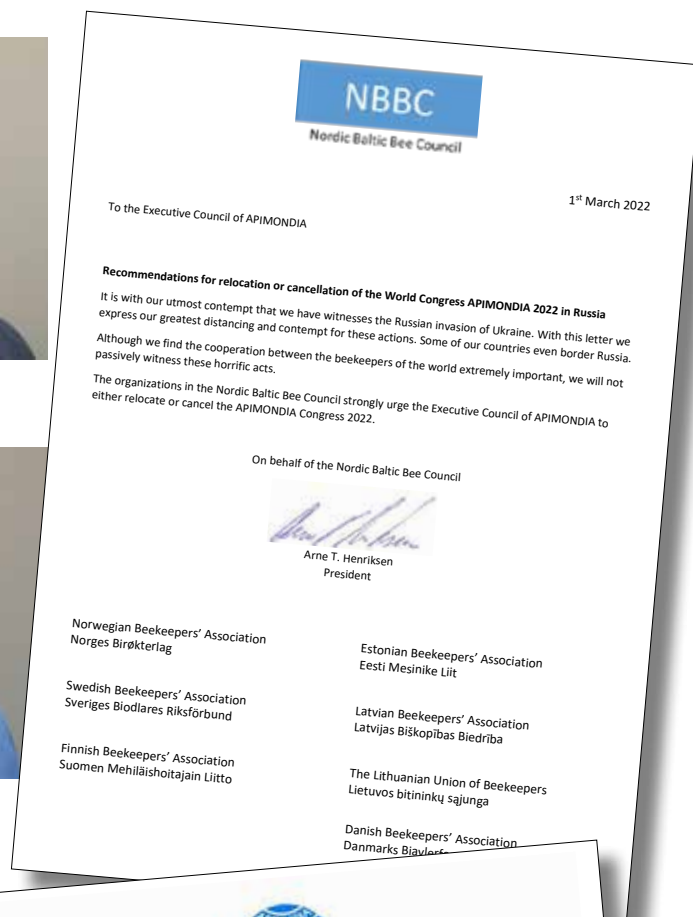 NBBC
Nordic Baltic Bee Council
1st March 2022
To the Executive Council of APIMONDIA
Recommendations for relocation or cancellation of the World Congress APIMONDIA 2022 in Russia
It is with our utmost contempt that we have witnesses the Russian invasion of Ukraine. With this letter we
express our greatest distancing and contempt for these actions. Some of our countries even border Russia.
Although we find the cooperation between the beekeepers of the world extremely important, we will not
passively witness these horrific acts.
The organizations in the Nordic Baltic Bee Council strongly urge the Executive Council of APIMONDIA to
either relocate or cancel the APIMONDIA Congress 2022.
On behalf of the Nordic Baltic Bee Council
Arne T. Henriksen
President
Norwegian Beekeepers' Association
Norges Birøkterlag
Swedish Beekeepers' Association
Sveriges Biodlares Riksförbund
Finnish Beekeepers' Association
Suomen Mehiläishoitajain Liitto
Estonian Beekeepers' Association
Eesti Mesinike Liit
Latvian Beekeepers' Association
Latvijas Biškopības Biedrība
The Lithuanian Union of Beekeepers
Lietuvos bitininkų sąjunga
Danish Beekeepers' Association
Danmarks